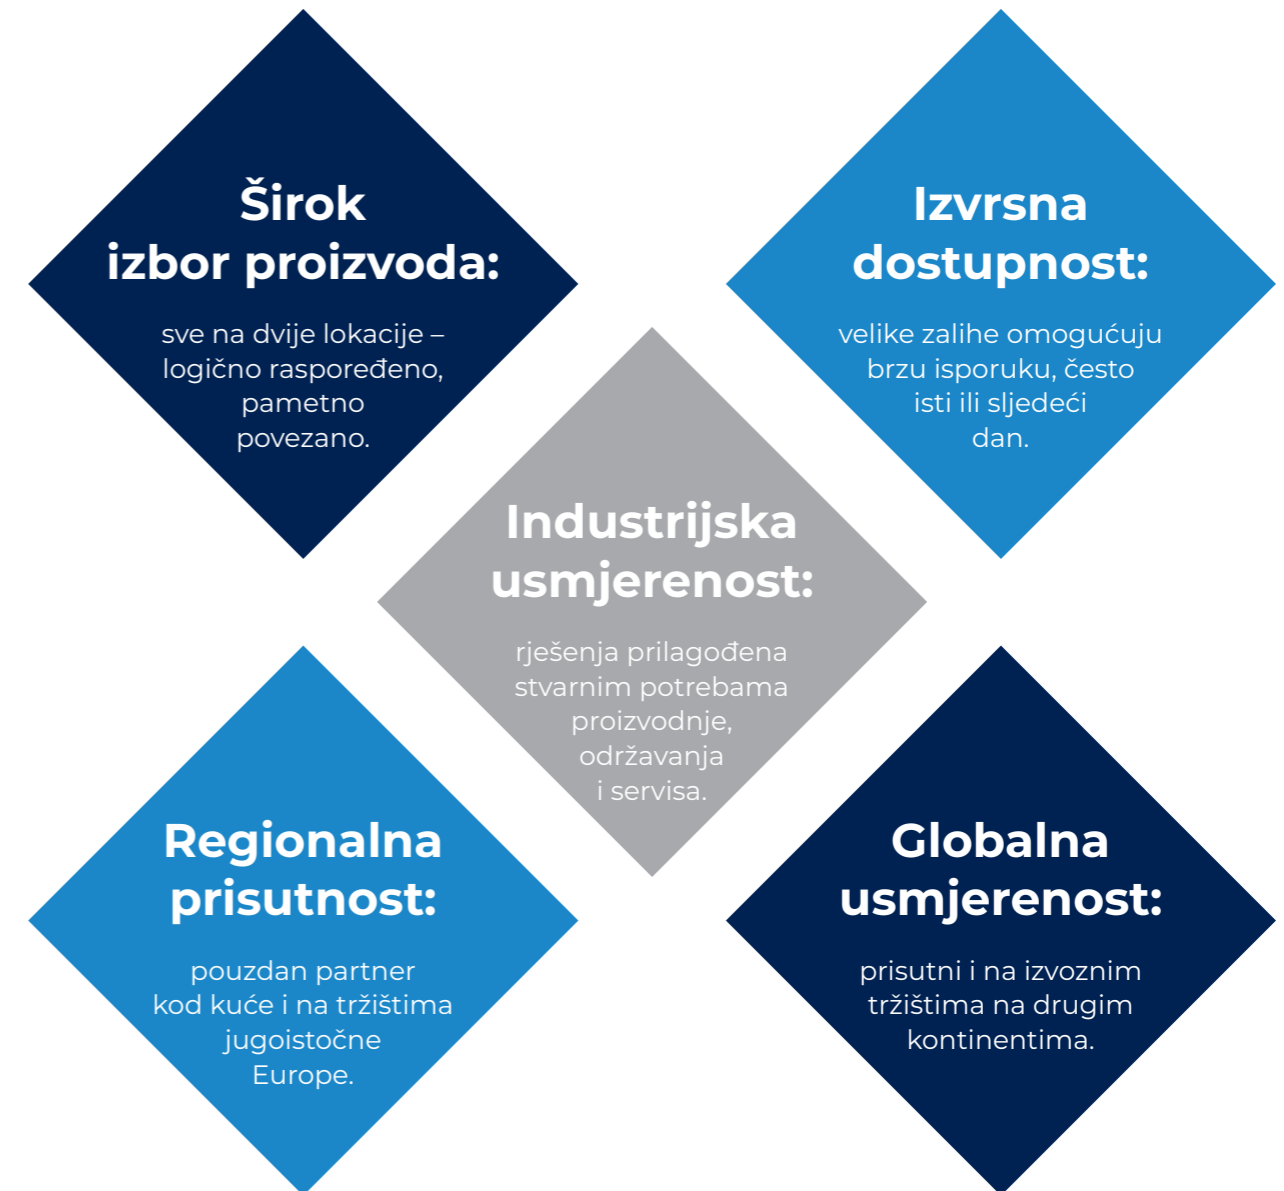 Širok
izbor proizvoda:
sve na dvije lokacije –
logično raspoređeno,
pametno
povezano.
Izvrsna
dostupnost:
velike zalihe omogućuju
brzu isporuku, često
isti ili sljedeći
dan.
Industrijska
usmjerenost:
rješenja prilagođena
stvarnim potrebama
proizvodnje,
održavanja
i servisa.
Regionalna
prisutnost:
pouzdan partner
kod kuće i na tržištima
jugoistočne
Europe.
Globalna
usmjerenost:
prisutni i na izvoznim
tržištima na drugim
kontinentima.